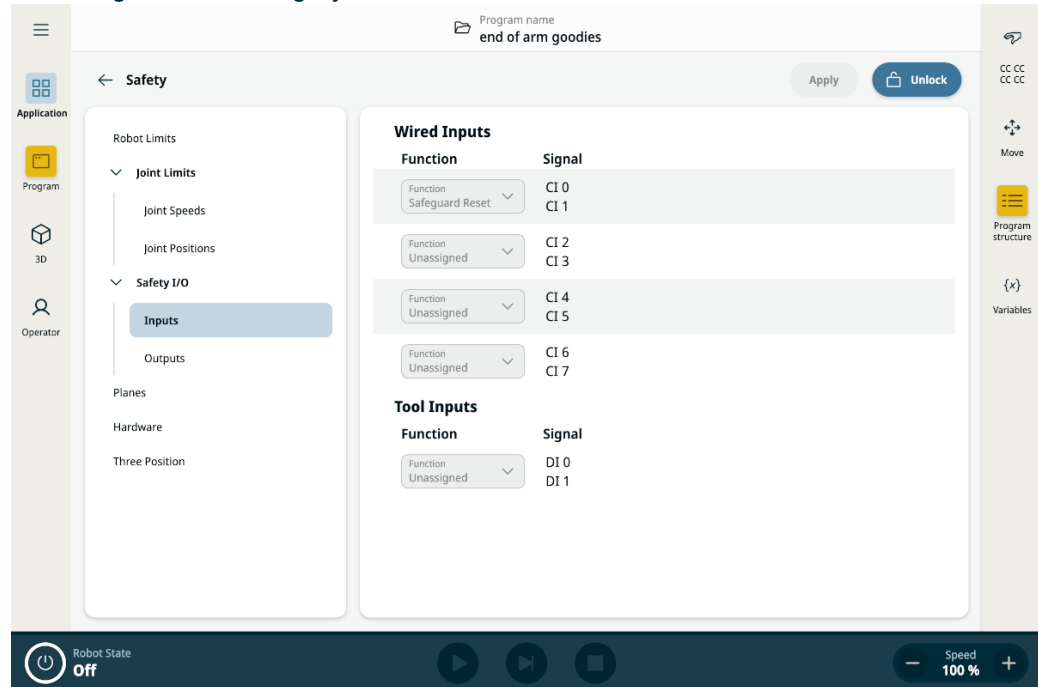 Program name
end of arm goodies
Safety
Apply
Unlock
Application
Program
3D
Operator
Robot Limits
Joint Limits
Joint Speeds
Joint Positions
Safety I/O
Inputs
Outputs
Planes
Hardware
Three Position
Wired Inputs
Function Signal
Function
Safeguard Reset
CI 0
CI 1
Function
Unassigned
CI 2
CI 3
Function
Unassigned
CI 4
CI 5
Function
Unassigned
CI 6
CI 7
Tool Inputs
Function Signal
Function
Unassigned
DI 0
DI 1
CC CC
CC CC
Move
Program
structure
{x}
Variables
Robot State
Off
Speed
100 %